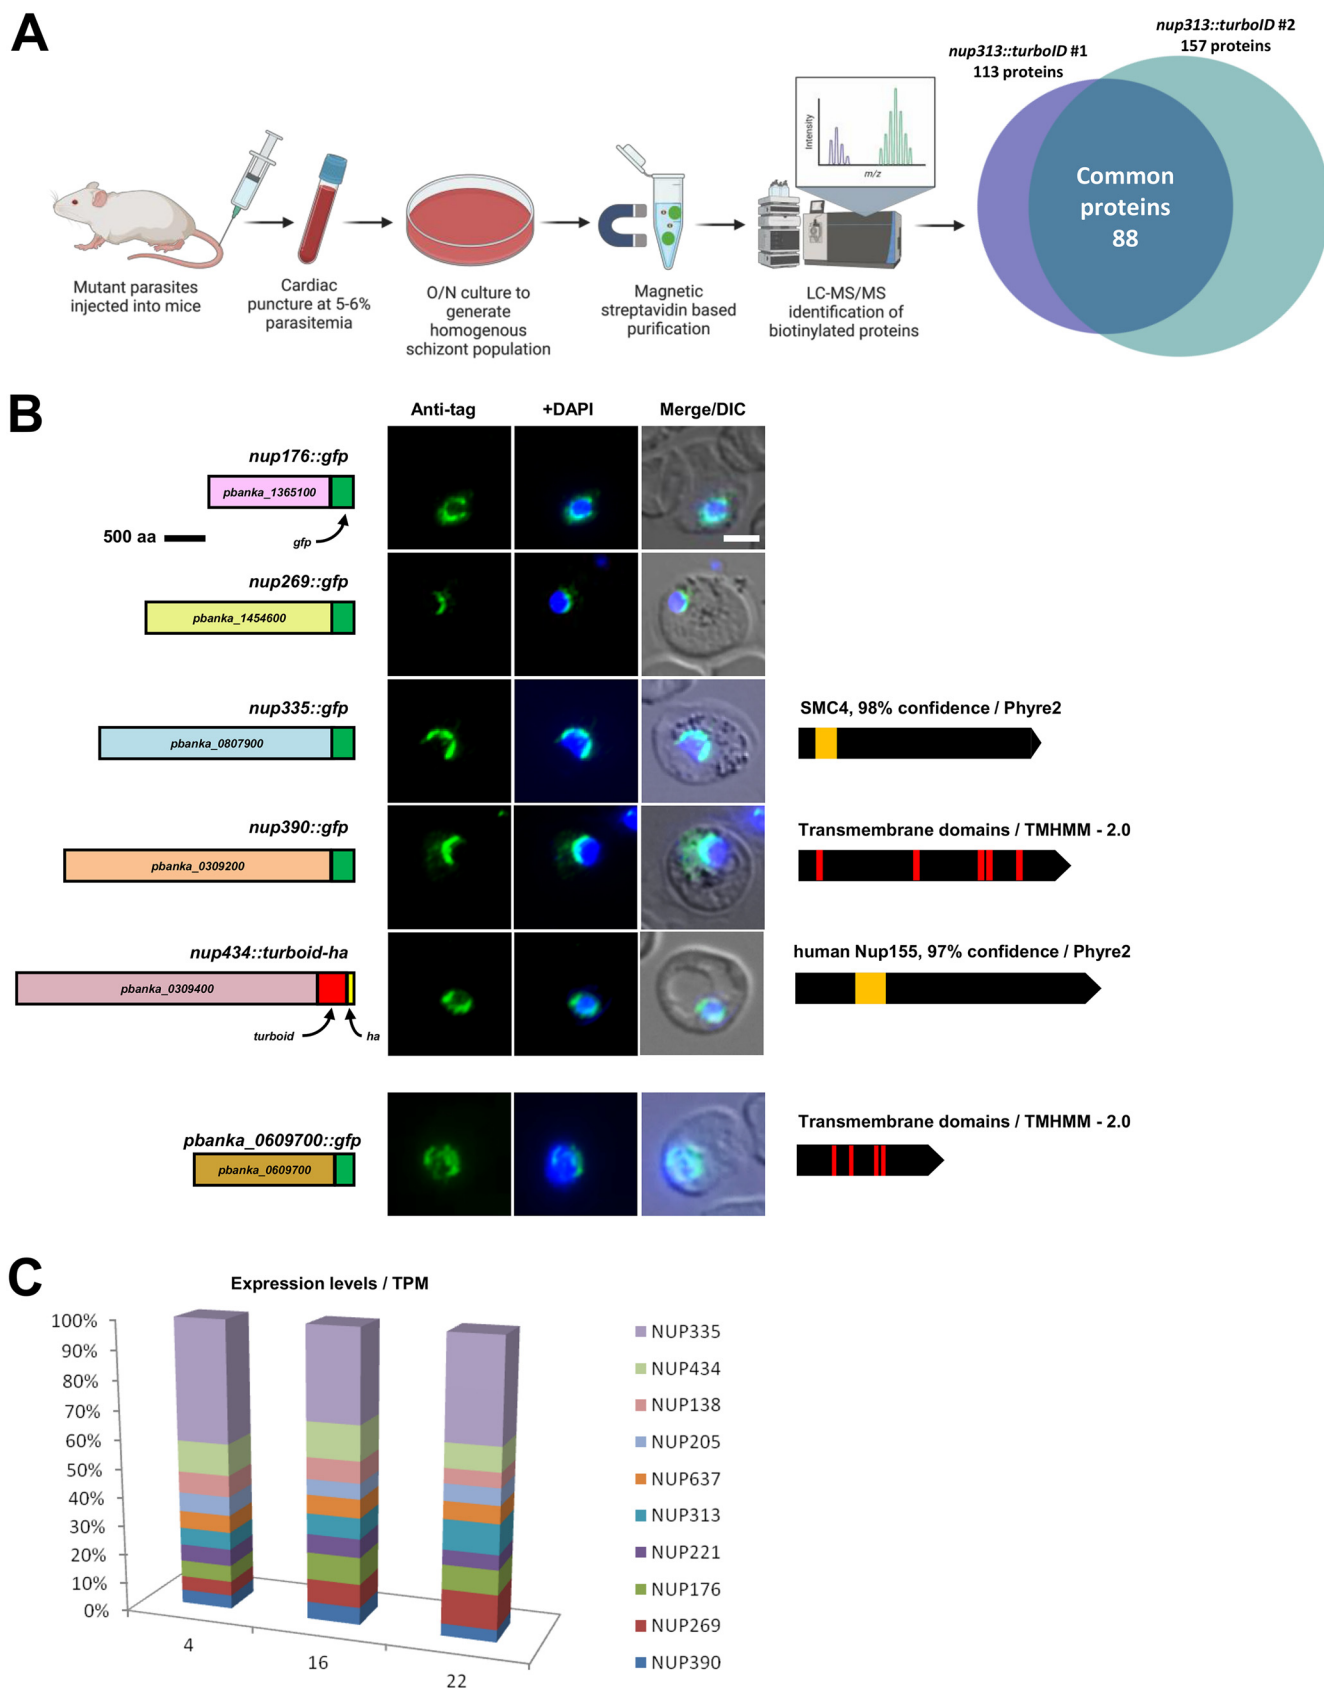 A
nup313::turboID #1
113 proteins
nup313::turboID #2
157 proteins
Intensity
m/z
Common
proteins
88
Mutant parasites
injected into mice
Cardiac
puncture at 5-6%
parasitemia
O/N culture to
generate
homogenous
schizont population
Magnetic
streptavidin based
purification
LC-MS/MS
identification of
biotinylated proteins
B
Anti-tag
+DAPI
Merge/DIC
nup176::gfp
pbanka_1365100
500 aa
gfp
nup269::gfp
pbanka_1454600
nup335::gfp
pbanka_0807900
SMC4, 98% confidence / Phyre2
nup390::gfp
pbanka_0309200
Transmembrane domains / TMHMM - 2.0
nup434::turboid-ha
pbanka_0309400
turboid
ha
human Nup155, 97% confidence / Phyre2
pbanka_0609700::gfp
pbanka_0609700
Transmembrane domains / TMHMM - 2.0
C
Expression levels / TPM
100%
90%
80%
70%
60%
50%
40%
30%
20%
10%
0%
4
16
22
NUP335
NUP434
NUP138
NUP205
NUP637
NUP313
NUP221
NUP176
NUP269
NUP390